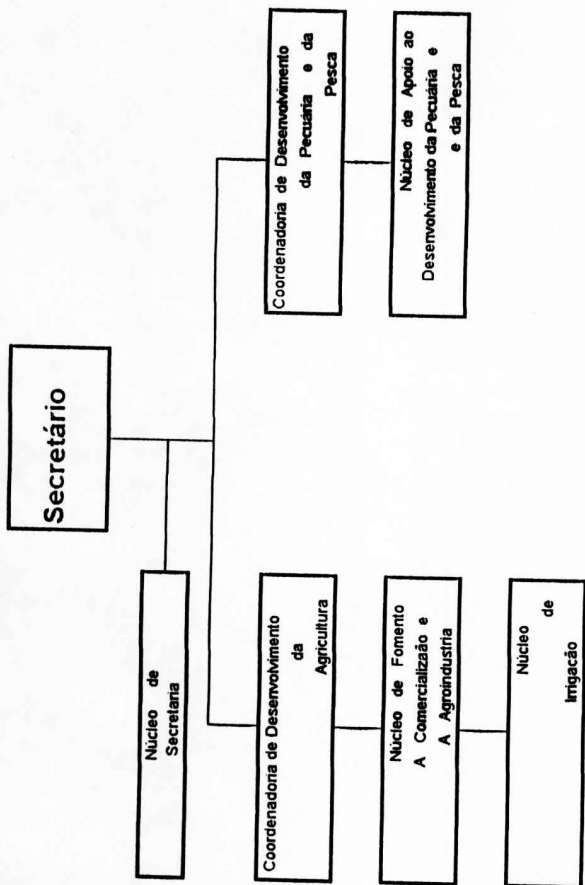 Secretário
Núcleo de
Secretaria
Coordenadoria de Desenvolvimento
da
Agricultura
Núcleo de Fomento
A Comercializaão e
A Agroindustria
Núcleo de
Irrigacão
Coordenadoria de Desenvolvimento
da Pecuária e da
Pesca
Núcleo de Apoio ao
Desenvolvimento da Pecuária e
e da Pesca